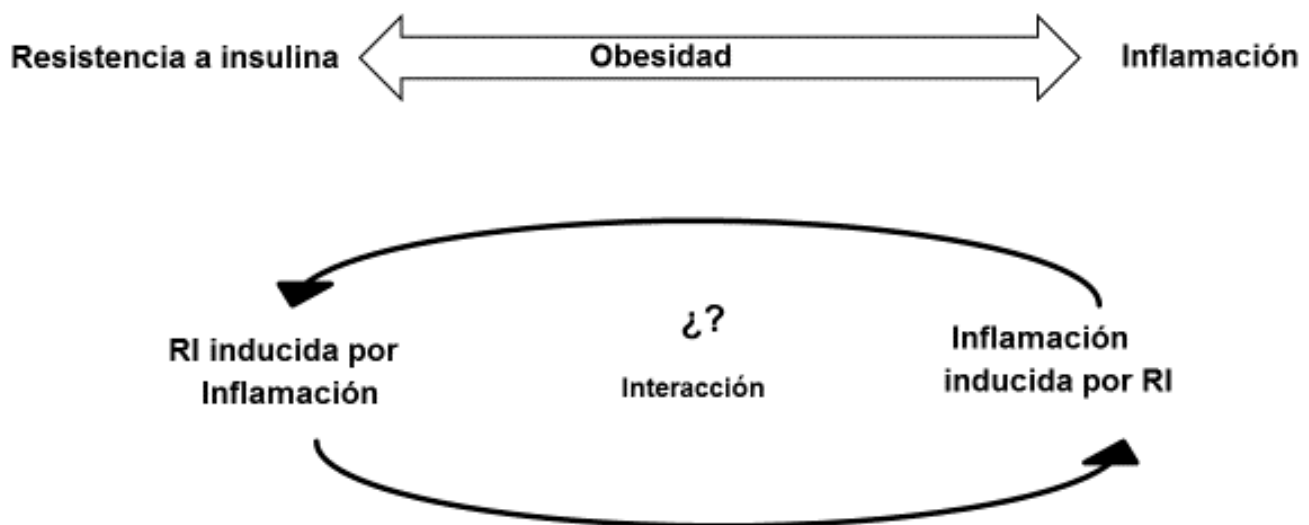 Resistencia a insulina
Obesidad
Inflamación
RI inducida por
Inflamación
¿?
Interacción
Inflamación
inducida por RI